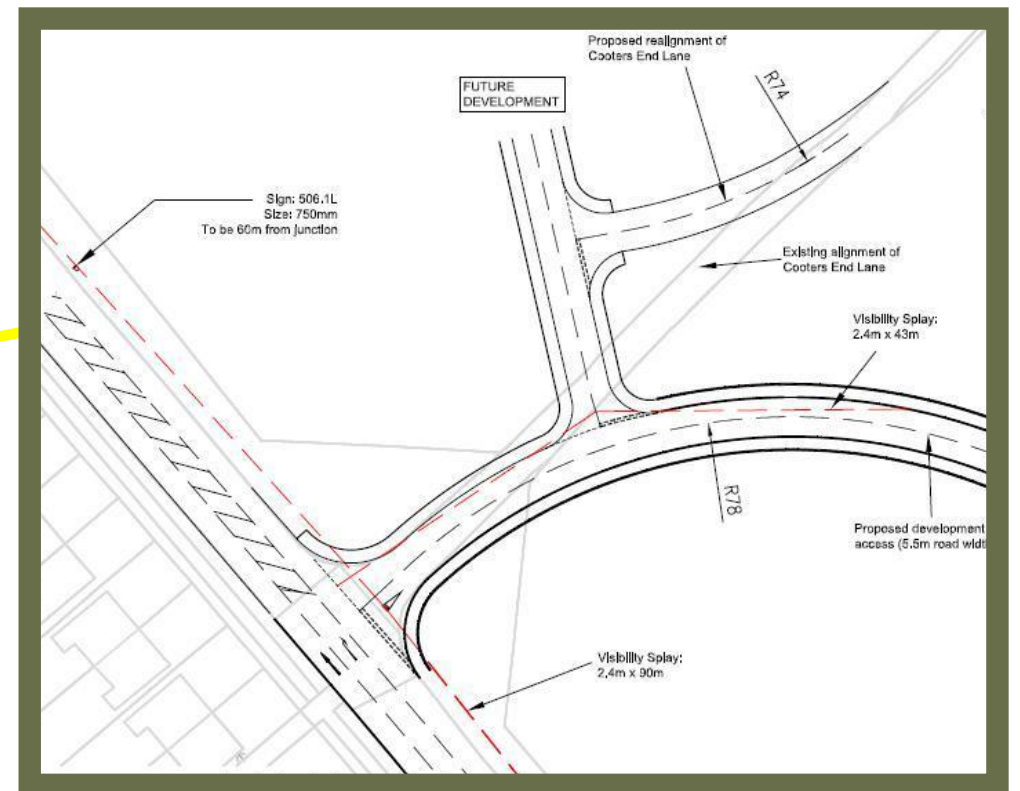 Proposed realignment of
Cooters End Lane
R74
FUTURE
DEVELOPMENT
Sign: 506.1L
Size: 750mm
To be 60m from junction
Existing alignment of
Cooters End Lane
Visibility Splay:
2.4m x 43m
R78
Proposed development
access (5.5m road
Visibility Splay:
2.4m x 90m